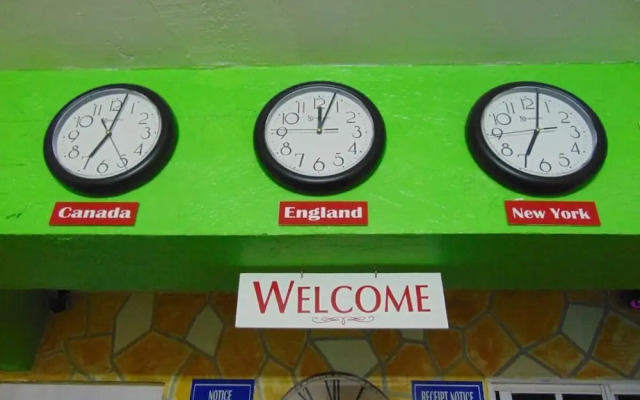 Canada
England
New York
WELCOME
NOTICE
RECEIPT NOTICE